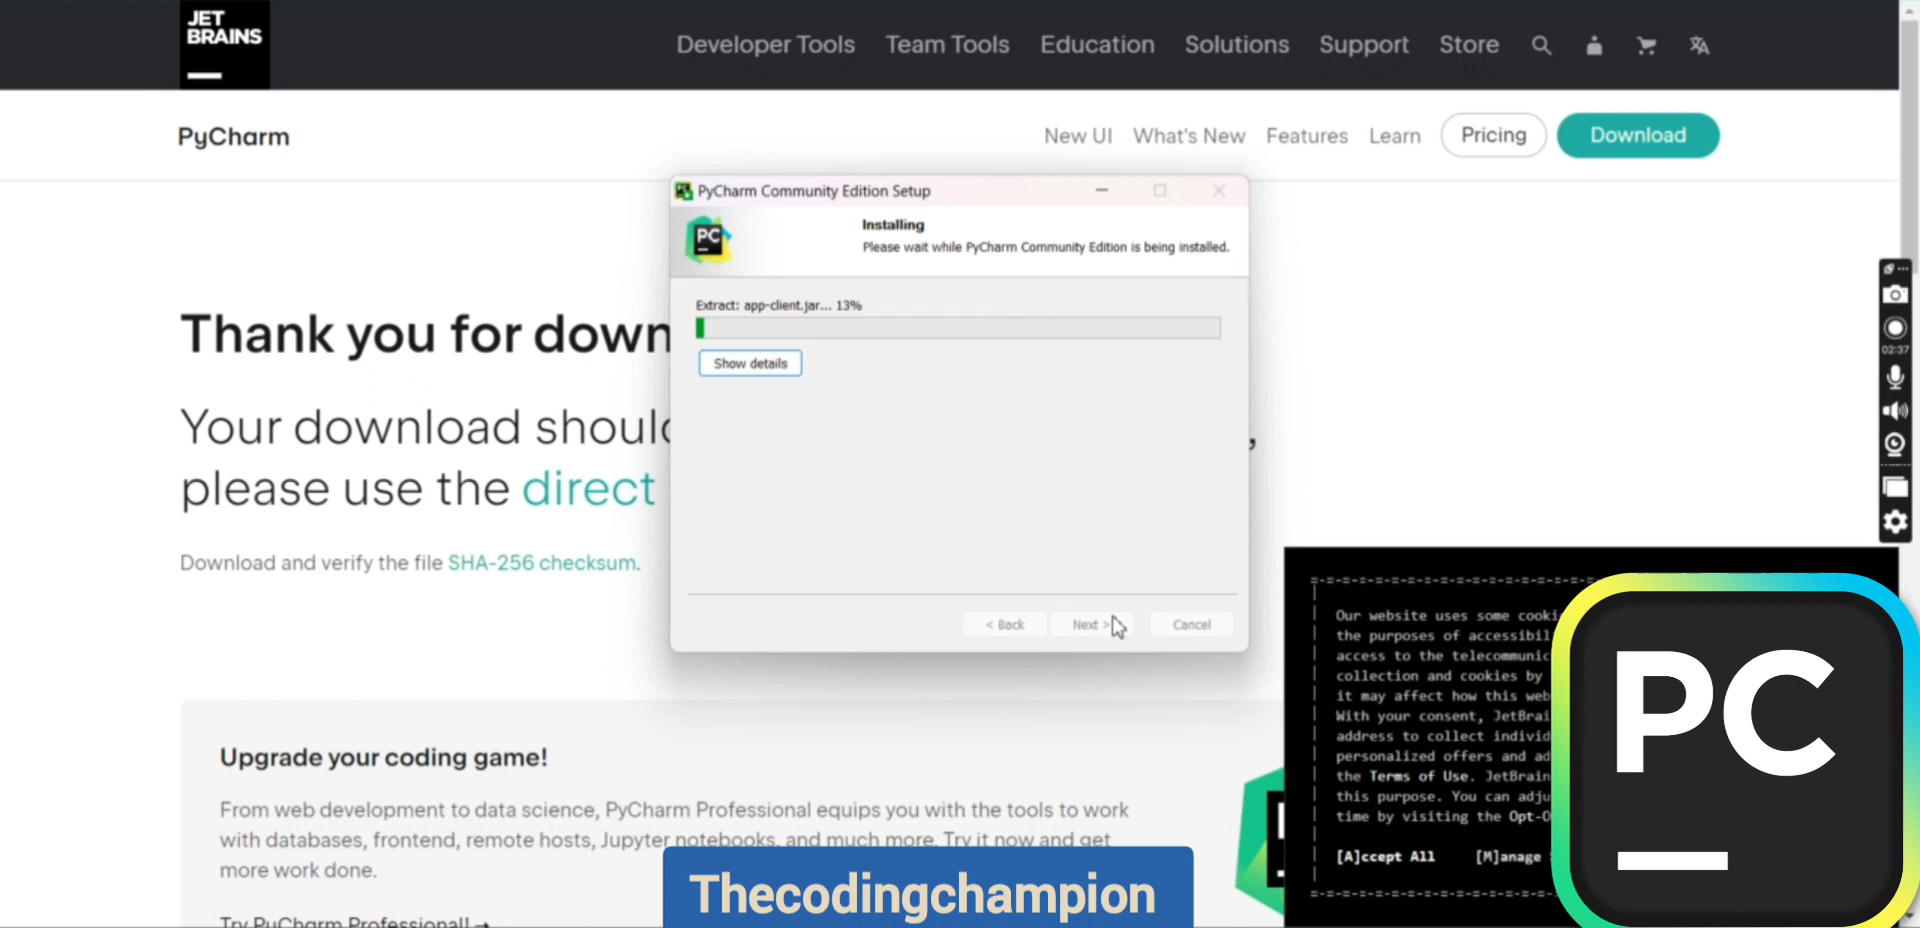 JET
BRAINS
Developer Tools Team Tools Education Solutions Support Store
PyCharm
New UI What's New Features Learn Pricing Download
PyCharm Community Edition Setup
PC
Installing
Please wait while PyCharm Community Edition is being installed.
Extract: app-client.jar... 13%
Show details
< Back Next > Cancel
Thank you for down
Your download should ,
please use the direct
Download and verify the file SHA-256 checksum.
02:37
Upgrade your coding game!
From web development to data science, PyCharm Professional equips you with the tools to work
with databases, frontend, remote hosts, Jupyter notebooks, and much more. Try it now and get
more work done.
Try PyCharm Professional! →
Our website uses some cooki
the purposes of accessibil
access to the telecommunic
collection and cookies by
it may affect how this web
With your consent, JetBrai
address to collect individ
personalized offers and ad
the Terms of Use. JetBrain
this purpose. You can adju
time by visiting the Opt-O
[A]ccept All [M]anage
PC
Thecodingchampion